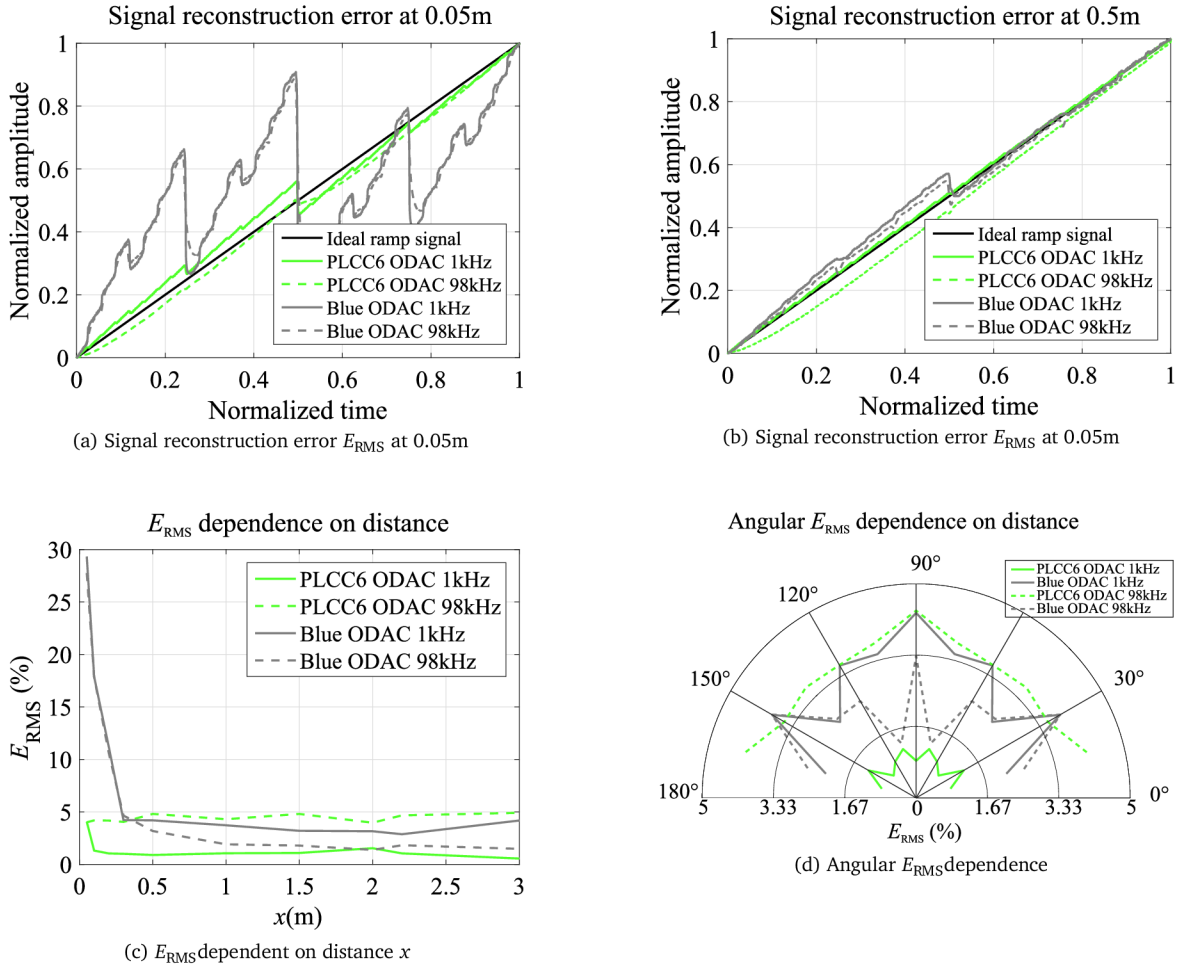 Signal reconstruction error at 0.05m
Normalized amplitude
1
0.8
0.6
0.4
0.2
0
0 0.2 0.4 0.6 0.8 1
Ideal ramp signal
PLCC6 ODAC 1kHz
PLCC6 ODAC 98kHz
Blue ODAC 1kHz
Blue ODAC 98kHz
Normalized time
(a) Signal reconstruction error E_RMS at 0.05m
Signal reconstruction error at 0.5m
Normalized amplitude
1
0.8
0.6
0.4
0.2
0
0 0.2 0.4 0.6 0.8 1
Ideal ramp signal
PLCC6 ODAC 1kHz
PLCC6 ODAC 98kHz
Blue ODAC 1kHz
Blue ODAC 98kHz
Normalized time
(b) Signal reconstruction error E_RMS at 0.05m
E_RMS dependence on distance
E_RMS (%)
30
25
20
15
10
5
0
0 0.5 1 1.5 2 2.5 3
PLCC6 ODAC 1kHz
PLCC6 ODAC 98kHz
Blue ODAC 1kHz
Blue ODAC 98kHz
x(m)
(c) E_RMS dependent on distance x
Angular E_RMS dependence on distance
PLCC6 ODAC 1kHz
Blue ODAC 1kHz
PLCC6 ODAC 98kHz
Blue ODAC 98kHz
90°
120°
150° 30°
180° 0°
5 3.33 1.67 0 1.67 3.33 5
E_RMS (%)
(d) Angular E_RMS dependence